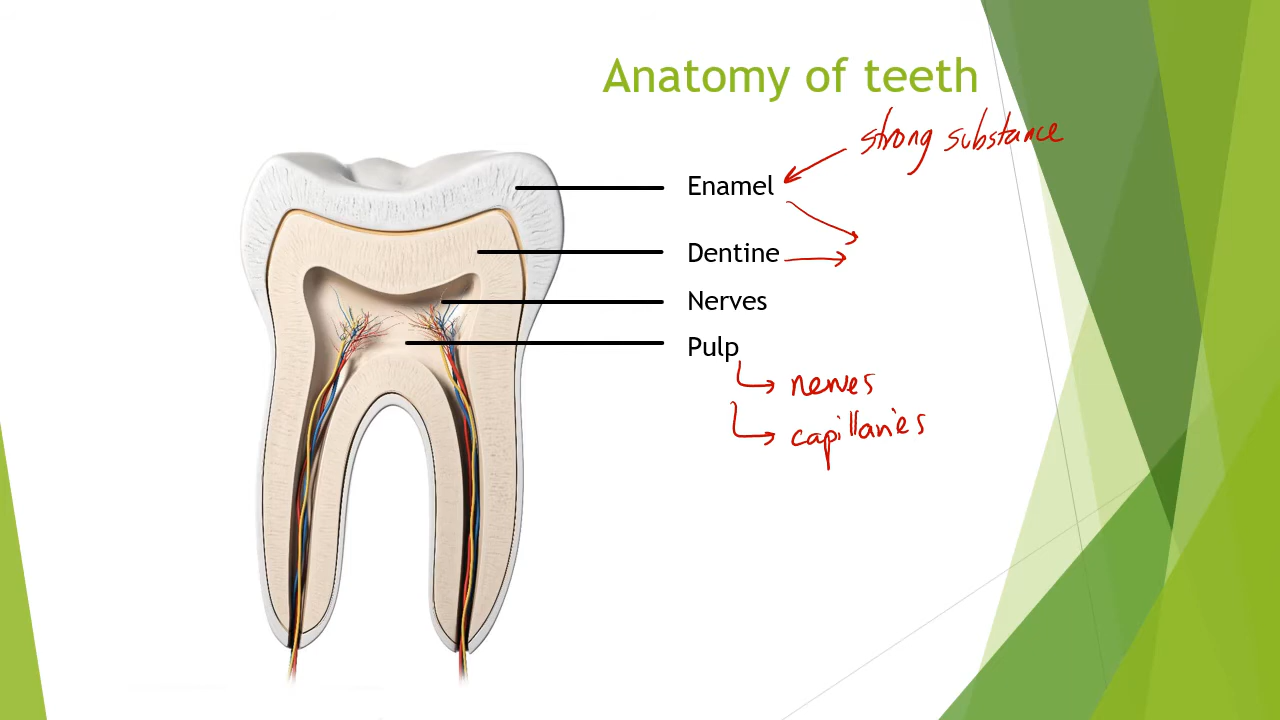 Anatomy of teeth
strong substance
Enamel
Dentine
Nerves
Pulp
nerves
capillaries